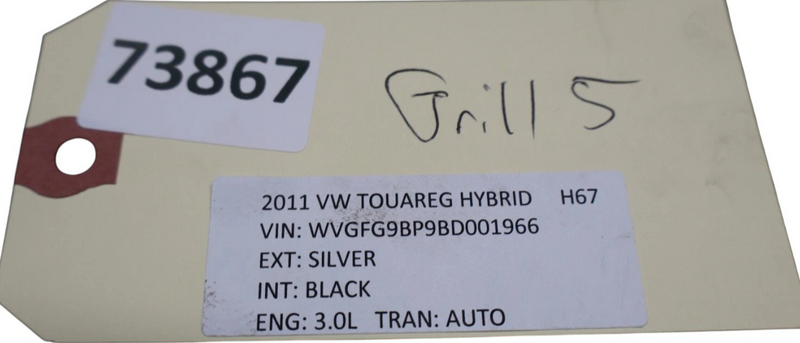 73867
Grill 5
2011 VW TOUAREG HYBRID H67
VIN: WVGFG9BP9BD001966
EXT: SILVER
INT: BLACK
ENG: 3.0L TRAN: AUTO